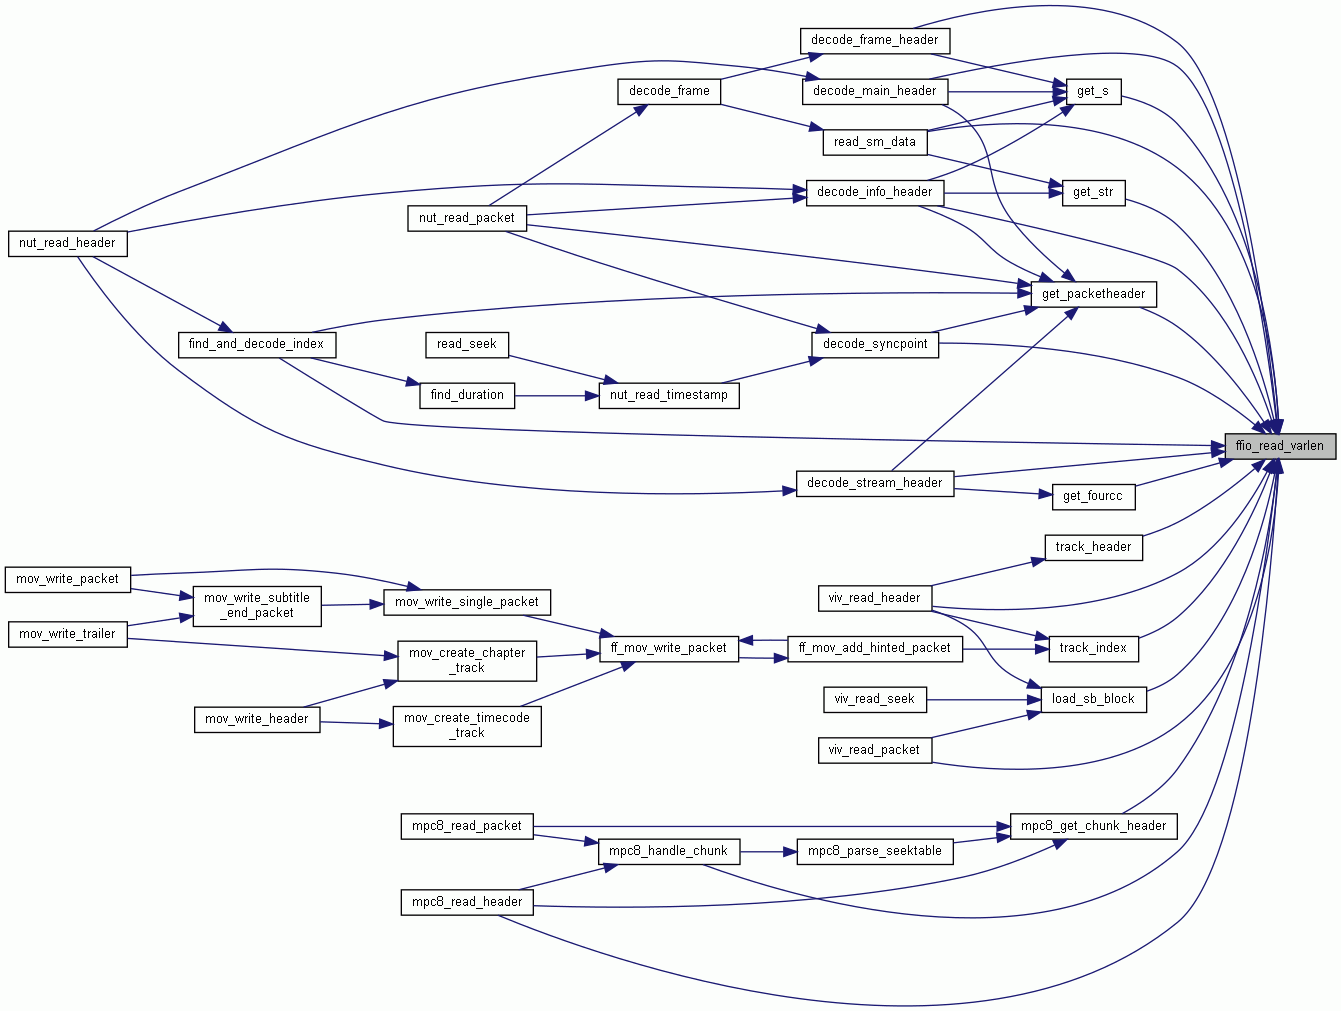 decode_frame_header
decode_frame
decode_main_header
get_s
read_sm_data
decode_info_header
get_str
nut_read_packet
nut_read_header
get_packetheader
find_and_decode_index
read_seek
decode_syncpoint
find_duration
nut_read_timestamp
ffio_read_varlen
decode_stream_header
get_fourcc
track_header
mov_write_packet
mov_write_subtitle
_end_packet
mov_write_single_packet
viv_read_header
mov_write_trailer
mov_create_chapter
_track
ff_mov_write_packet
ff_mov_add_hinted_packet
track_index
mov_write_header
mov_create_timecode
_track
viv_read_seek
load_sb_block
viv_read_packet
mpc8_read_packet
mpc8_get_chunk_header
mpc8_handle_chunk
mpc8_parse_seektable
mpc8_read_header